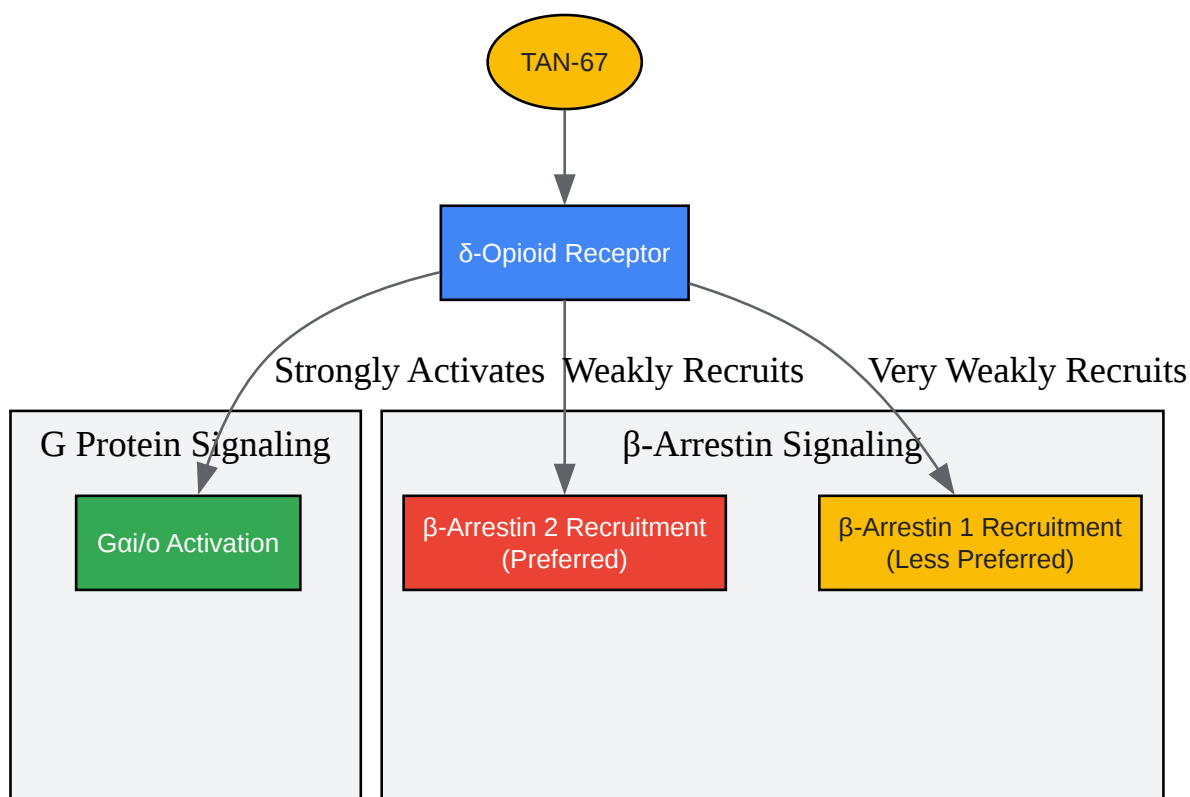 TAN-67
δ-Opioid Receptor
Strongly Activates
Weakly Recruits
Very Weakly Recruits
G Protein Signaling
β-Arrestin Signaling
Gαi/o Activation
β-Arrestin 2 Recruitment
(Preferred)
β-Arrestin 1 Recruitment
(Less Preferred)